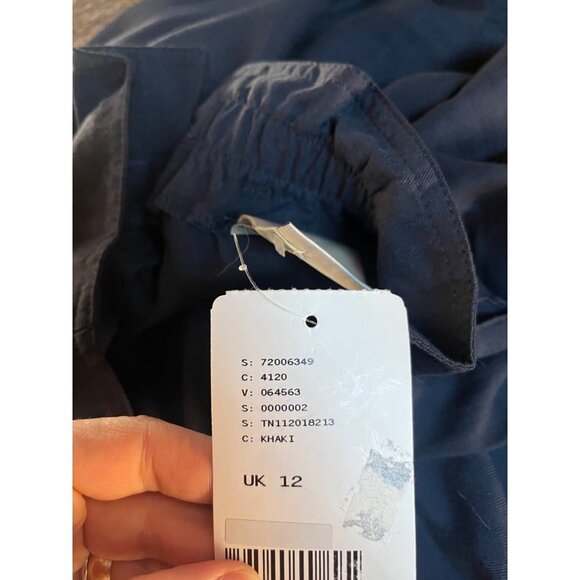 S: 72006349
C: 4120
V: 064563
S: 0000002
S: TN112018213
C: KHAKI
UK 12